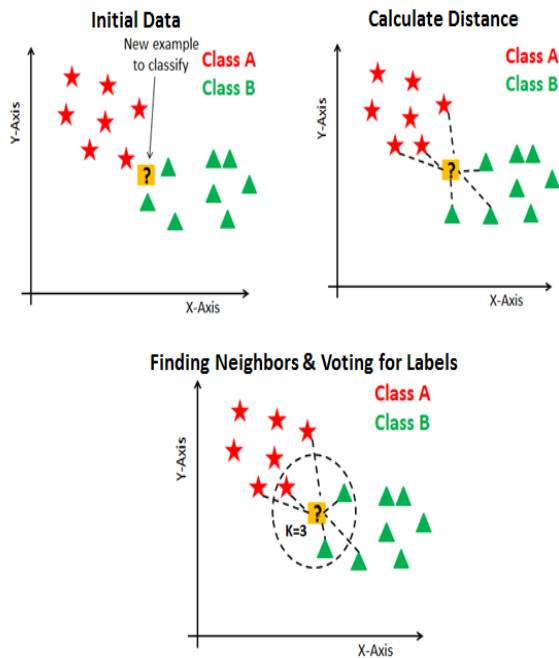 Initial Data
New example
to classify
Class A
Class B
Y-Axis
?
X-Axis
Calculate Distance
Class A
Class B
Y-Axis
?
X-Axis
Finding Neighbors & Voting for Labels
Class A
Class B
Y-Axis
?
K=3
X-Axis